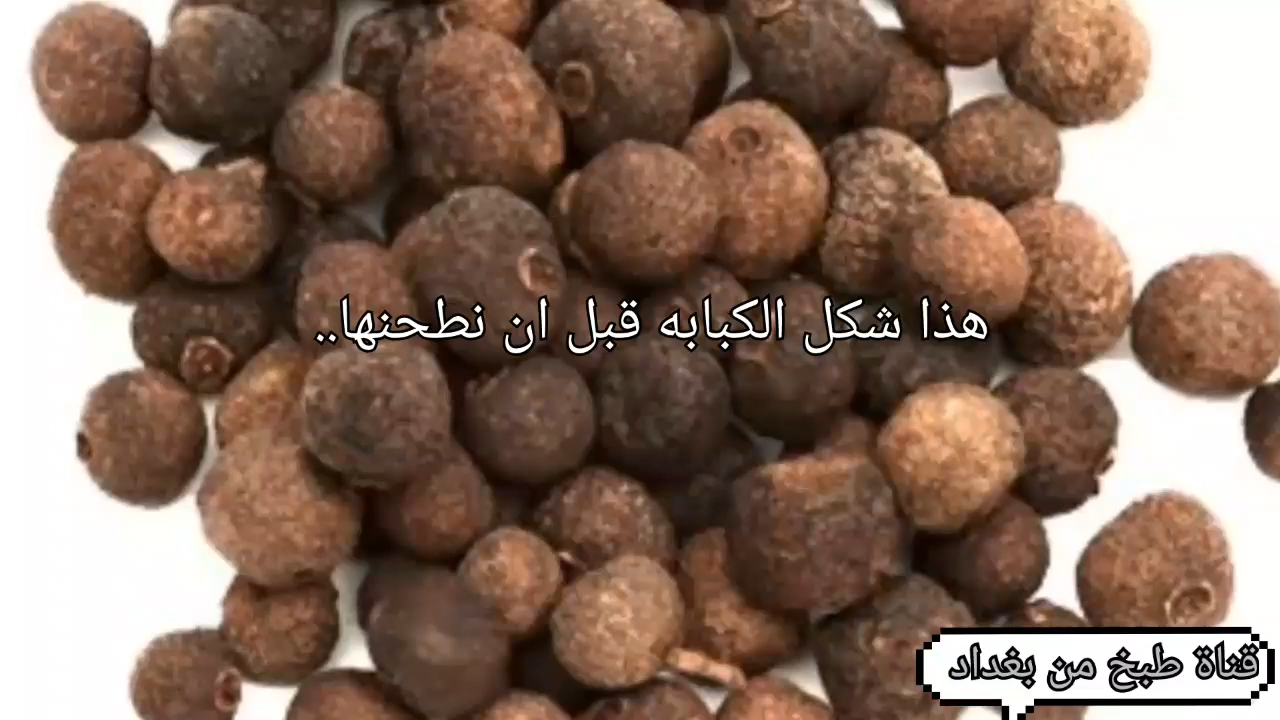 هذا شكل الكبابه قبل ان نطحنها..
قناة طبخ من بغداد